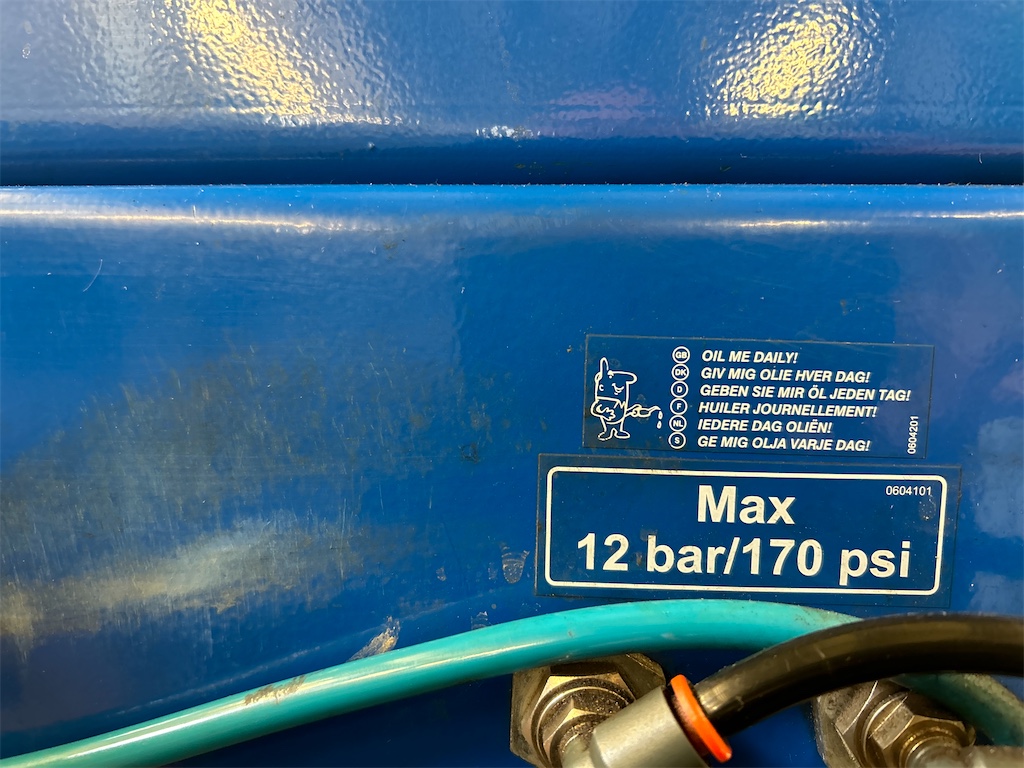 GB OIL ME DAILY!
DK GIV MIG OLIE HVER DAG!
D GEBEN SIE MIR ÖL JEDEN TAG!
F HUILER JOURNELLEMENT!
NL IEDERE DAG OLIËN!
S GE MIG OLJA VARJE DAG!
0604201
0604101
Max
12 bar/170 psi